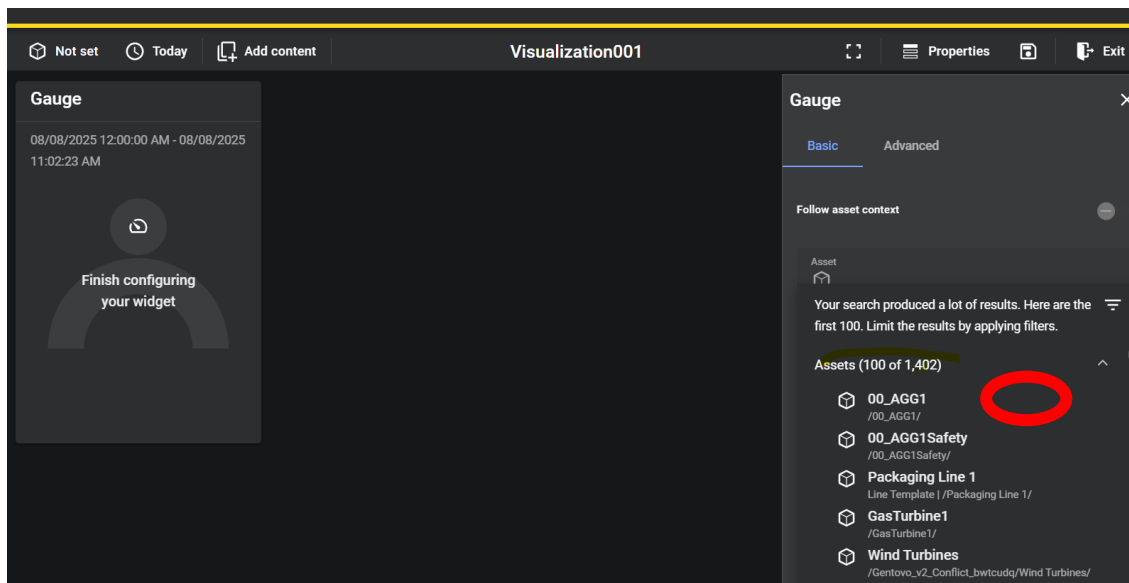 Not set
Today
Add content
Visualization001
Properties
Exit
Gauge
08/08/2025 12:00:00 AM - 08/08/2025
11:02:23 AM
Finish configuring
your widget
Gauge
Basic
Advanced
Follow asset context
Asset
Your search produced a lot of results. Here are the
first 100. Limit the results by applying filters.
Assets (100 of 1,402)
00_AGG1
/00_AGG1/
00_AGG1Safety
/00_AGG1Safety/
Packaging Line 1
Line Template | /Packaging Line 1/
GasTurbine1
/GasTurbine1/
Wind Turbines
/Gentovo_v2_Conflict_bwtcudq/Wind Turbines/